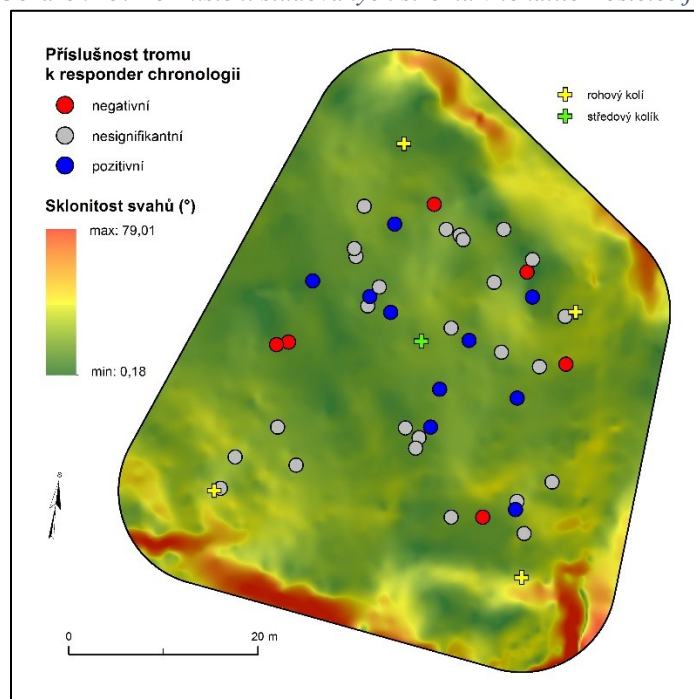 Příslušnost tromu
k responder chronologii
negativní
nesignifikantní
pozitivní
Sklonitost svahů (°)
max: 79,01
min: 0,18
rohový kolí
středový kolík
S
0
20 m